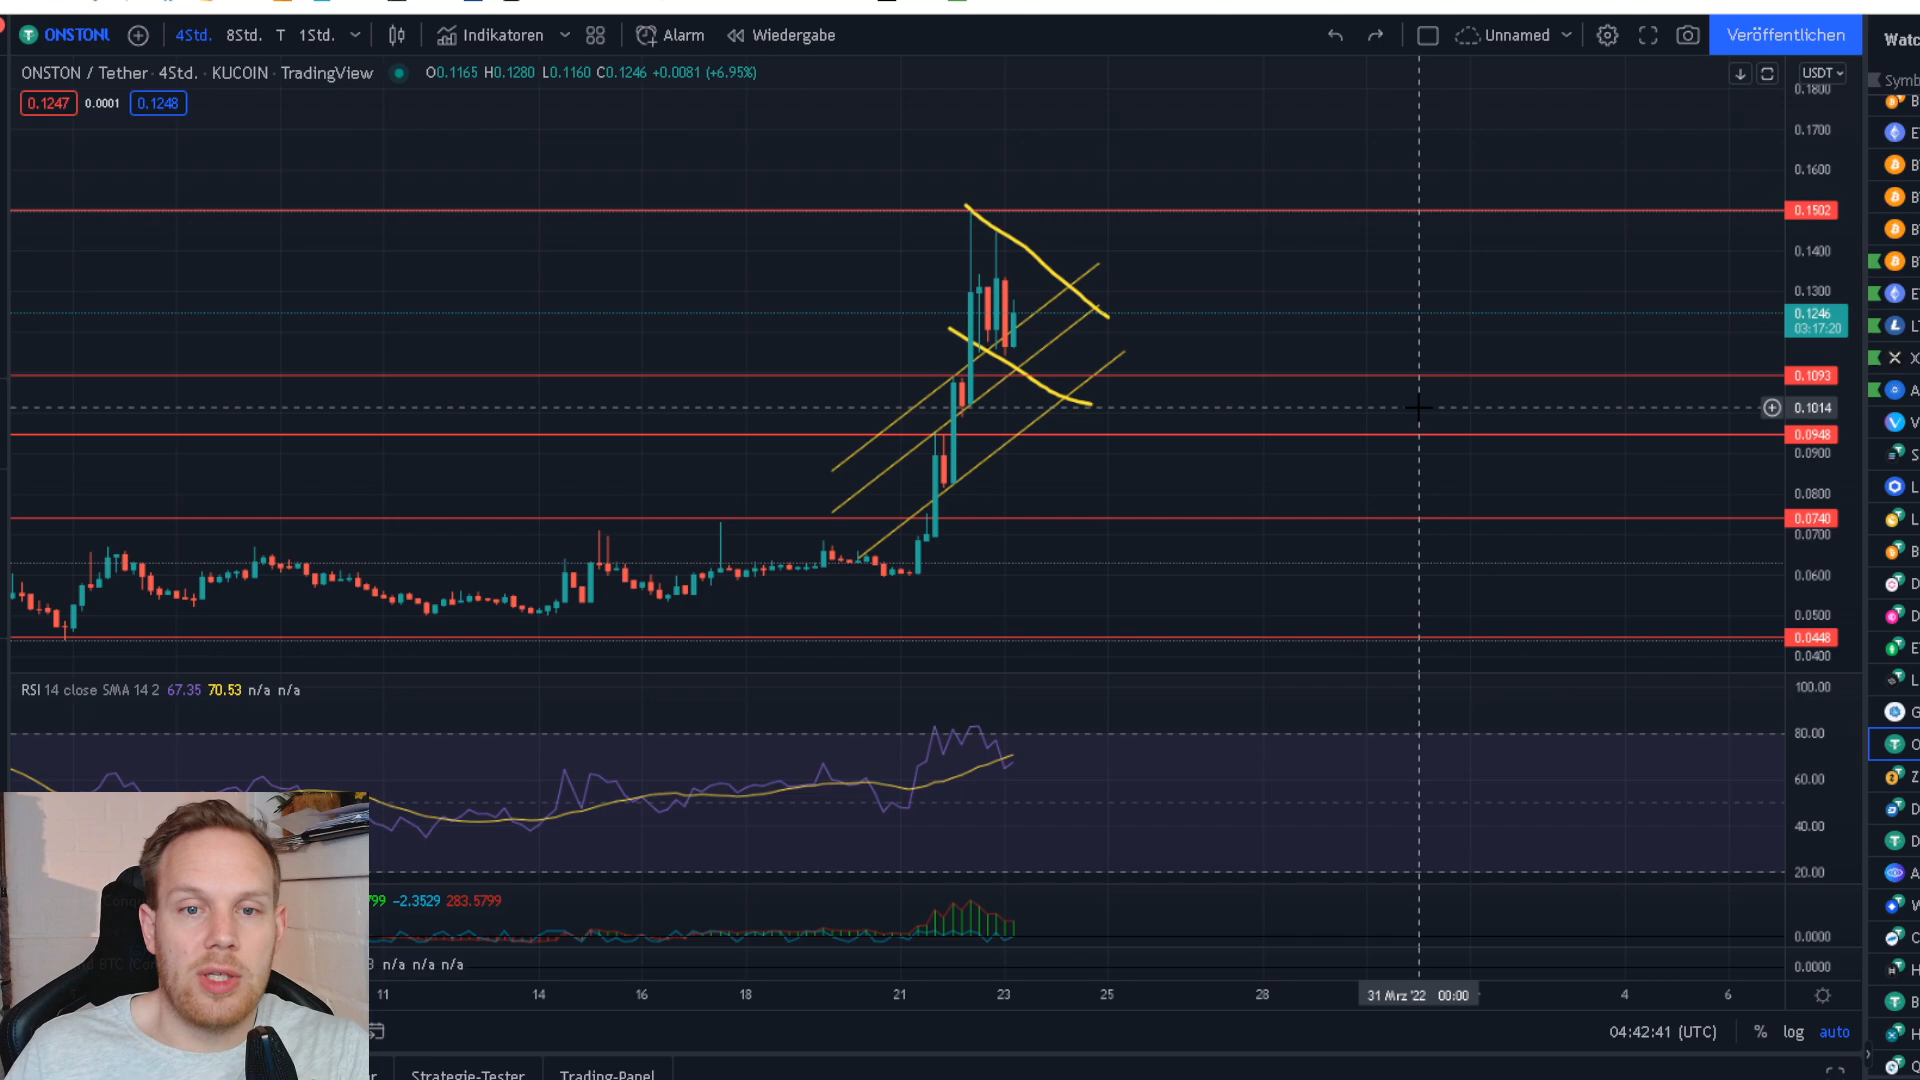 ONSTONU
4Std. 8Std. T 1Std.
Indikatoren
Alarm
Wiedergabe
Unnamed
Veröffentlichen
Watc
ONSTON / Tether · 4Std. · KUCOIN · TradingView
O0.1165 H0.1280 L0.1160 C0.1246 +0.0081 (+6.95%)
USDT
Symb
0.1247 0.0001 0.1248
0.1800
0.1700
0.1600
0.1502
0.1400
0.1300
0.1246
03:17:20
0.1093
0.1014
0.0948
0.0900
0.0800
0.0740
0.0700
0.0600
0.0500
0.0448
0.0400
RSI 14 close SMA 14 2 67.35 70.53 n/a n/a
100.00
80.00
60.00
40.00
20.00
799 −2.3529 283.5799
0.0000
n/a n/a n/a
0.0000
11 14 16 18 21 23 25 28 31 Mrz '22 00:00 4 6
04:42:41 (UTC) % log auto
Strategie-Tester Trading-Panel